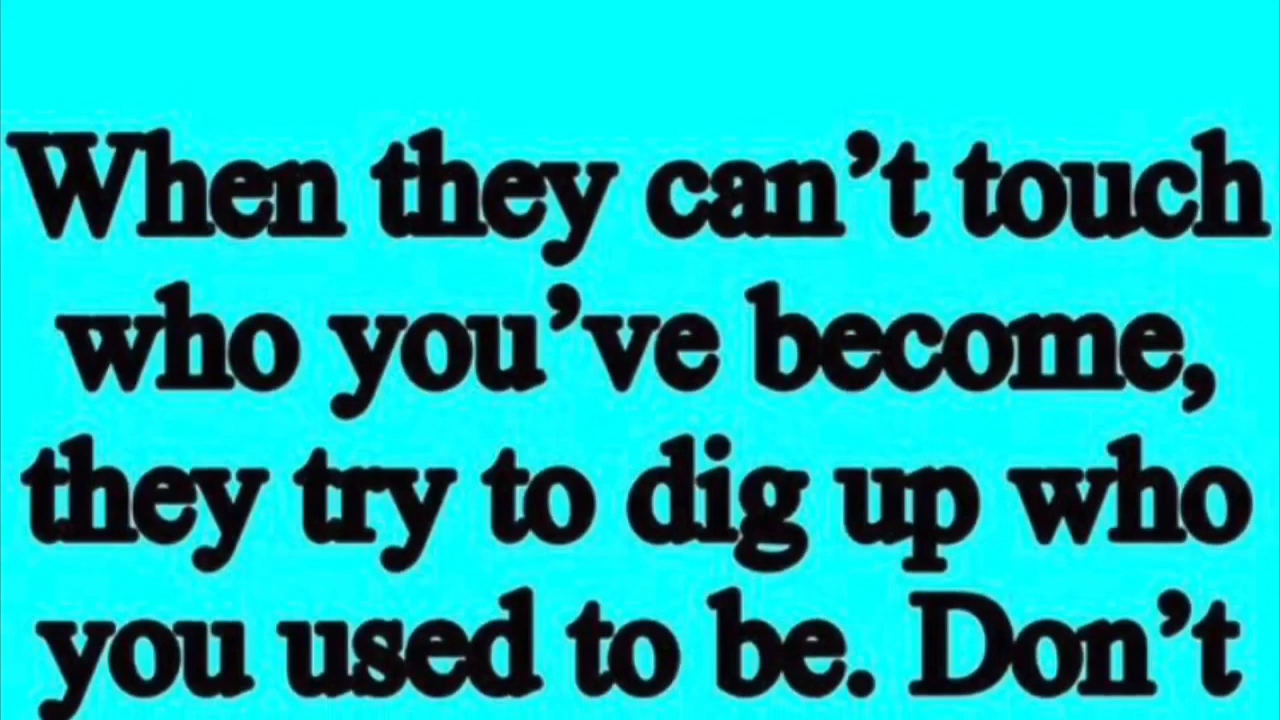 When they can’t touch
who you’ve become,
they try to dig up who
you used to be. Don’t